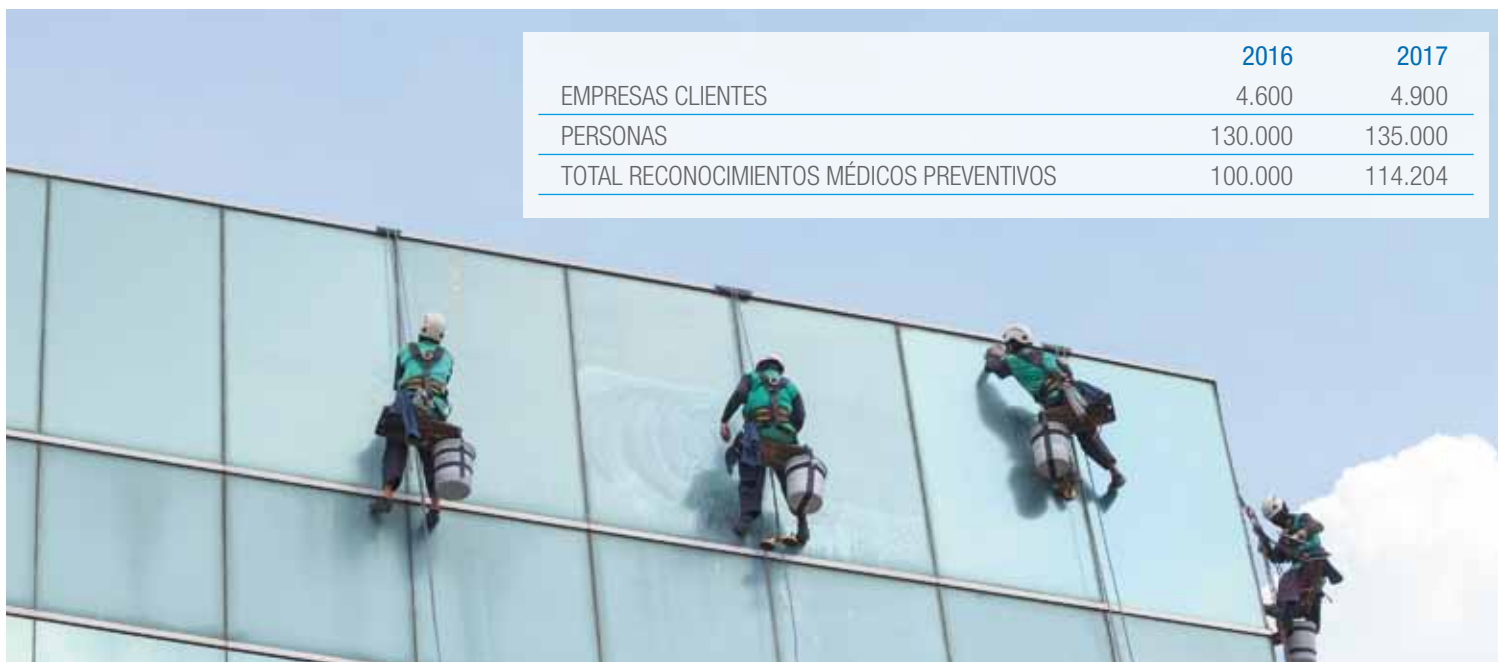 2016 2017
EMPRESAS CLIENTES 4.600 4.900
PERSONAS 130.000 135.000
TOTAL RECONOCIMIENTOS MÉDICOS PREVENTIVOS 100.000 114.204